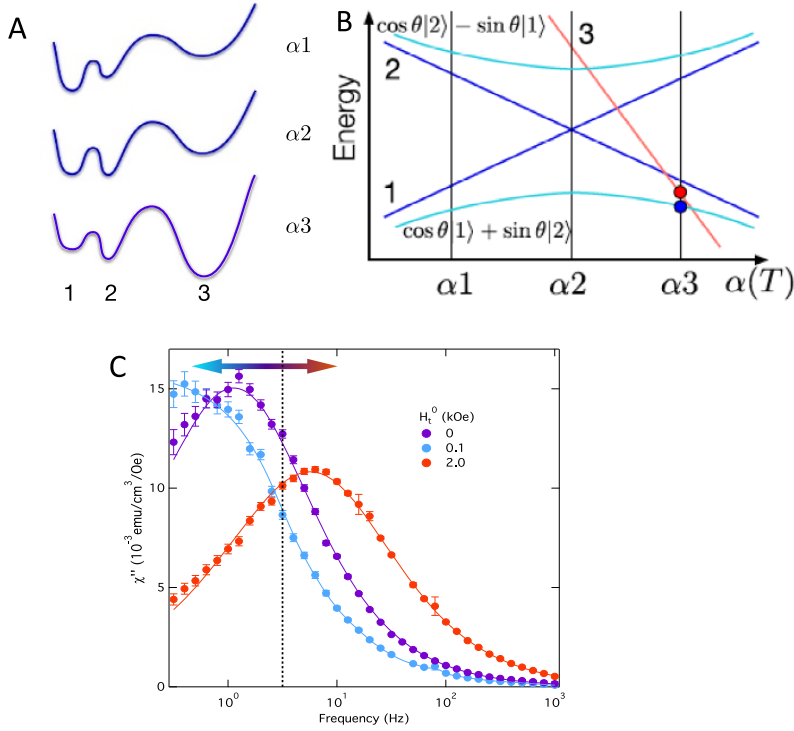 A
α1
α2
α3
1 2 3
B
cos θ|2⟩ − sin θ|1⟩
3
2
Energy
1
cos θ|1⟩ + sin θ|2⟩
α1 α2 α3 α(T)
C
15
10
5
0
χ'' (10⁻³ emu/cm³/Oe)
Hₜ⁰ (kOe)
0
0.1
2.0
10⁰ 10¹ 10² 10³
Frequency (Hz)